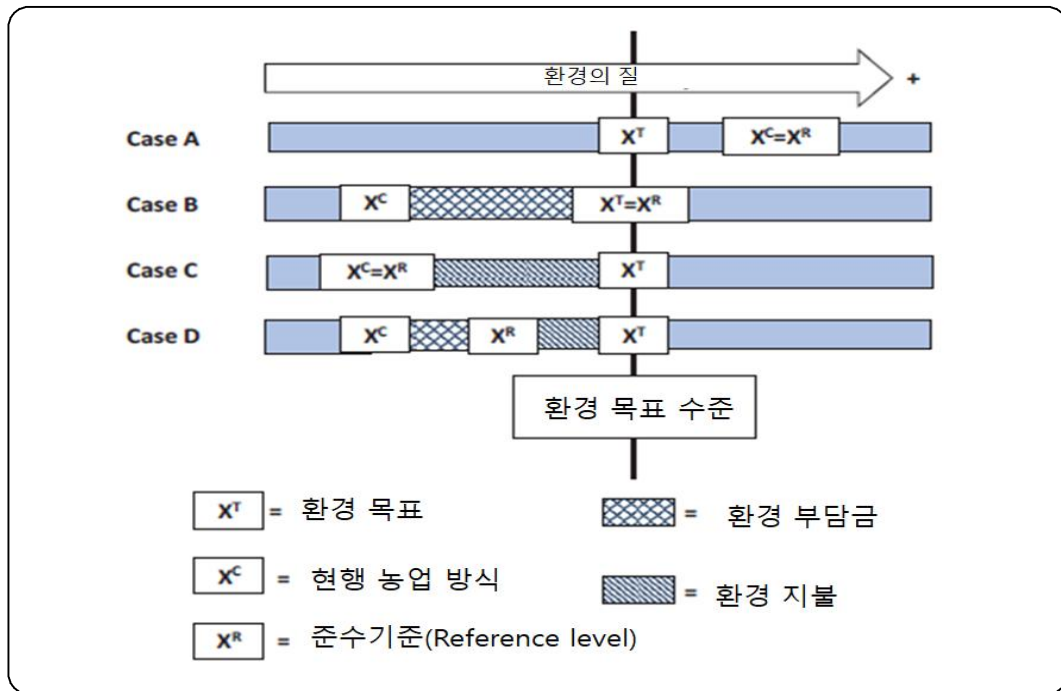 환경의 질
+
Case A
Xᵀ
Xᶜ=Xᴿ
Case B
Xᶜ
Xᵀ=Xᴿ
Case C
Xᶜ=Xᴿ
Xᵀ
Case D
Xᶜ
Xᴿ
Xᵀ
환경 목표 수준
Xᵀ = 환경 목표
= 환경 부담금
Xᶜ = 현행 농업 방식
= 환경 지불
Xᴿ = 준수기준(Reference level)